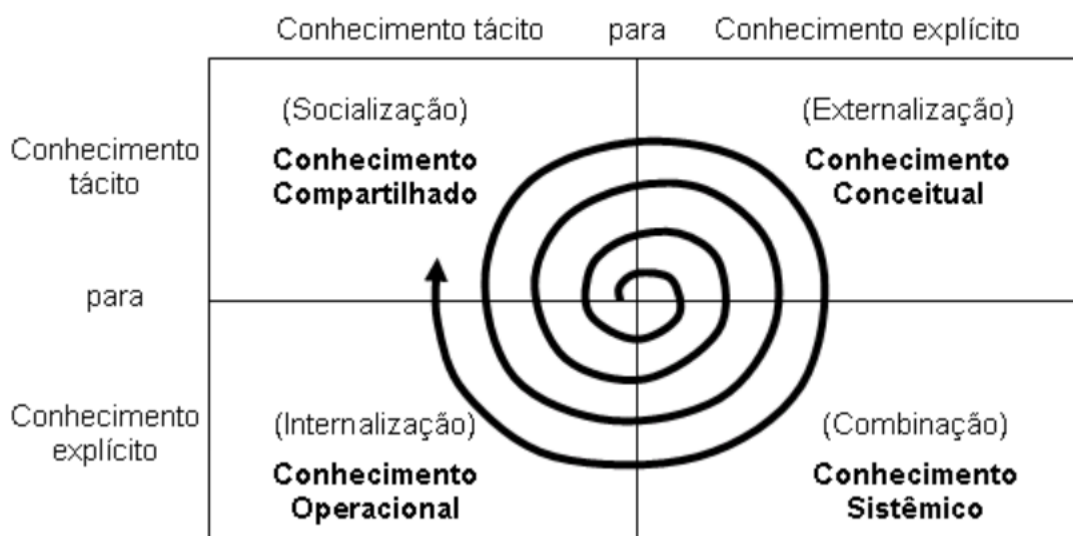 Conhecimento tácito para Conhecimento explícito
(Socialização)
Conhecimento
Compartilhado
(Externalização)
Conhecimento
Conceitual
Conhecimento
tácito
para
Conhecimento
explícito
(Internalização)
Conhecimento
Operacional
(Combinação)
Conhecimento
Sistêmico